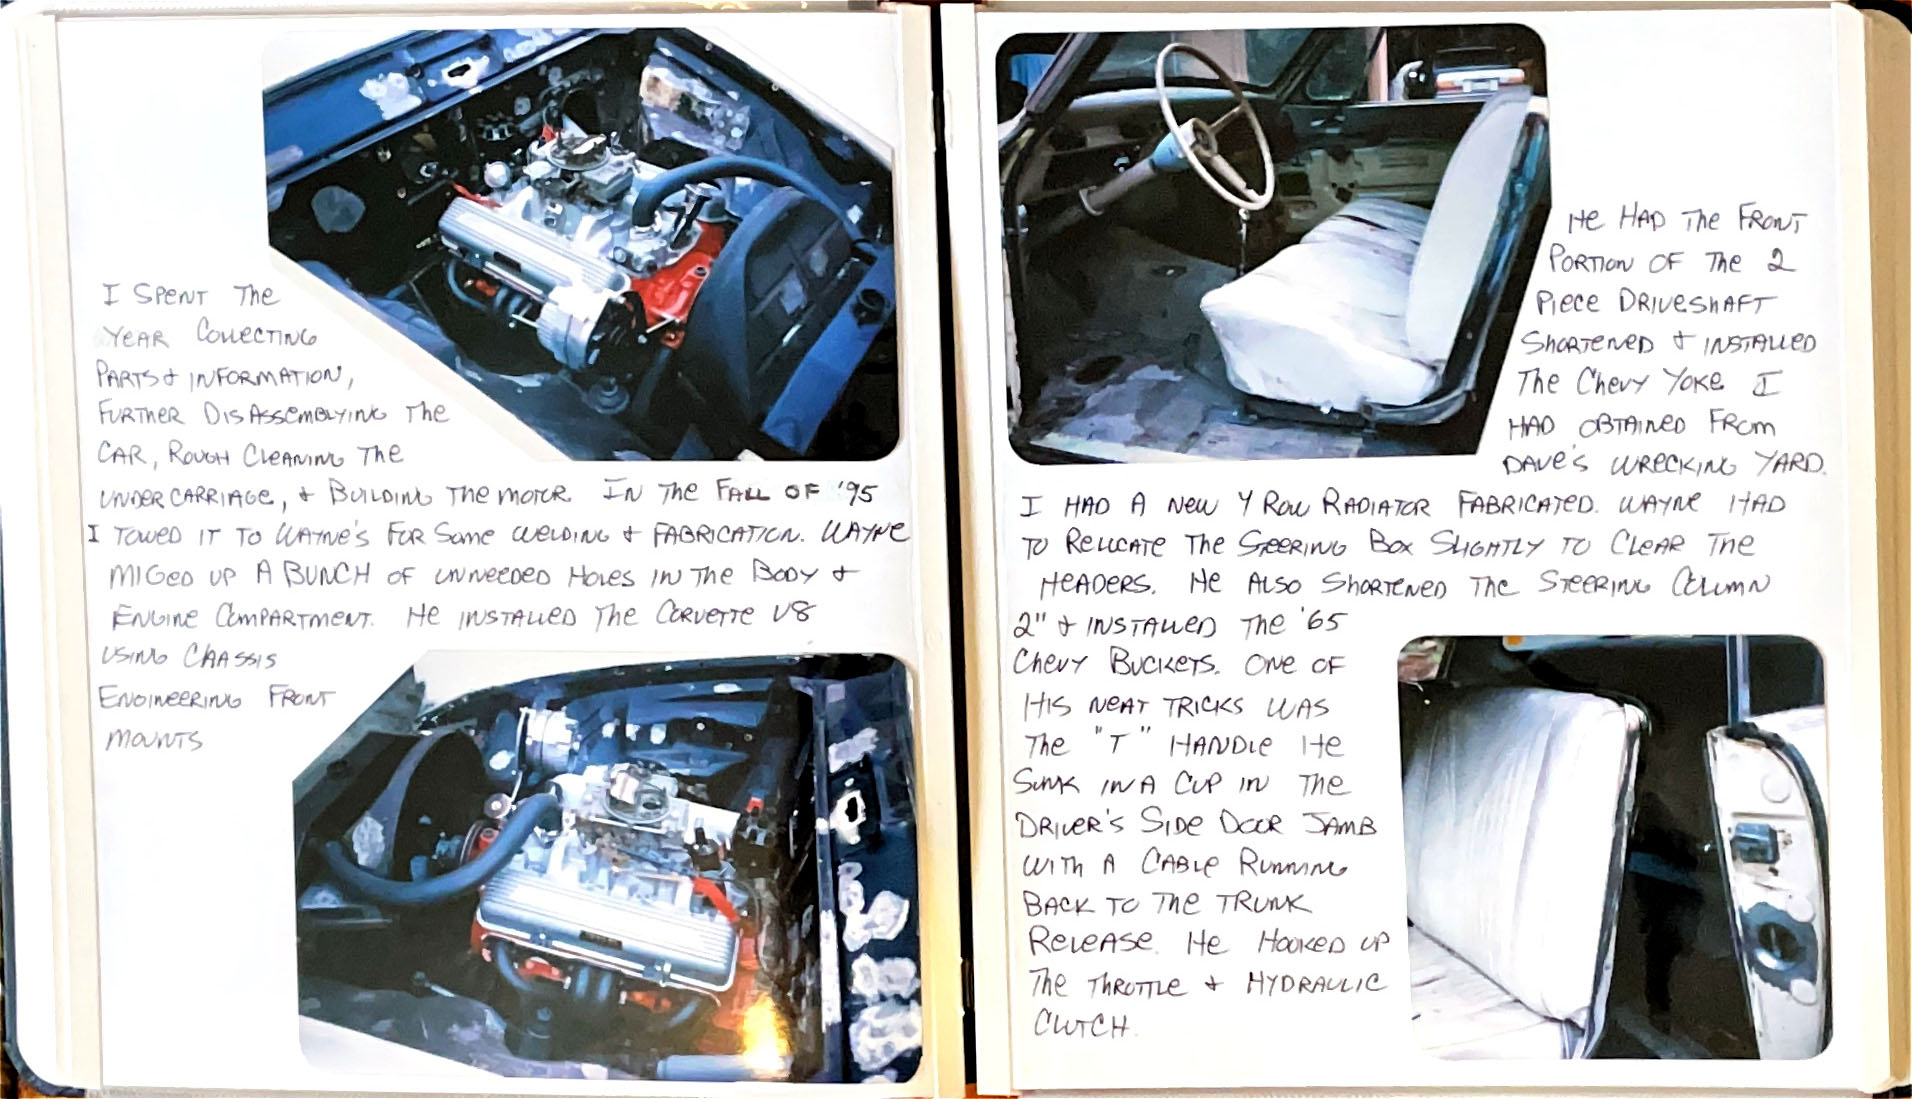 I SPENT THE
YEAR COLLECTING
PARTS & INFORMATION,
FURTHER DISASSEMBLYING THE
CAR, ROUGH CLEANING THE
UNDERCARRIAGE, & BUILDING THE MOTOR. IN THE FALL OF '95
I TOWED IT TO WAYNE'S FOR SOME WELDING & FABRICATION. WAYNE
MIGED UP A BUNCH OF UNNEEDED HOLES IN THE BODY &
ENGINE COMPARTMENT. HE INSTALLED THE CORVETTE V8
USING CHASSIS
ENGINEERING FRONT
MOUNTS
HE HAD THE FRONT
PORTION OF THE 2
PIECE DRIVESHAFT
SHORTENED & INSTALLED
THE CHEVY YOKE I
HAD OBTAINED FROM
DAVE'S WRECKING YARD.
I HAD A NEW 4 ROW RADIATOR FABRICATED. WAYNE HAD
TO RELOCATE THE STEERING BOX SLIGHTLY TO CLEAR THE
HEADERS. HE ALSO SHORTENED THE STEERING COLUMN
2" & INSTALLED THE '65
CHEVY BUCKETS. ONE OF
HIS NEAT TRICKS WAS
THE "T" HANDLE HE
SUNK IN A CUP IN THE
DRIVER'S SIDE DOOR JAMB
WITH A CABLE RUNNING
BACK TO THE TRUNK
RELEASE. HE HOOKED UP
THE THROTTLE & HYDRAULIC
CLUTCH.